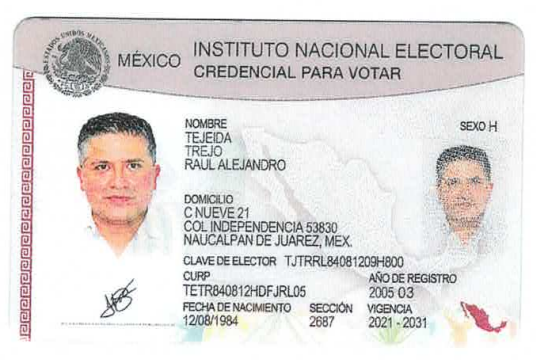 ESTADOS UNIDOS MEXICANOS
MÉXICO INSTITUTO NACIONAL ELECTORAL
CREDENCIAL PARA VOTAR
NOMBRE
SEXO H
TEJEIDA
TREJO
RAUL ALEJANDRO
DOMICILIO
C NUEVE 21
COL INDEPENDENCIA 53830
NAUCALPAN DE JUAREZ, MEX.
CLAVE DE ELECTOR TJTRRL84081209H800
CURP AÑO DE REGISTRO
TETR840812HDFJRL05 2005 03
FECHA DE NACIMIENTO SECCIÓN VIGENCIA
12/08/1984 2687 2021 - 2031